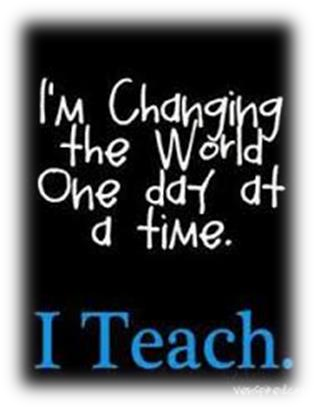 I'm Changing
the World
One day at
a time.
I Teach.